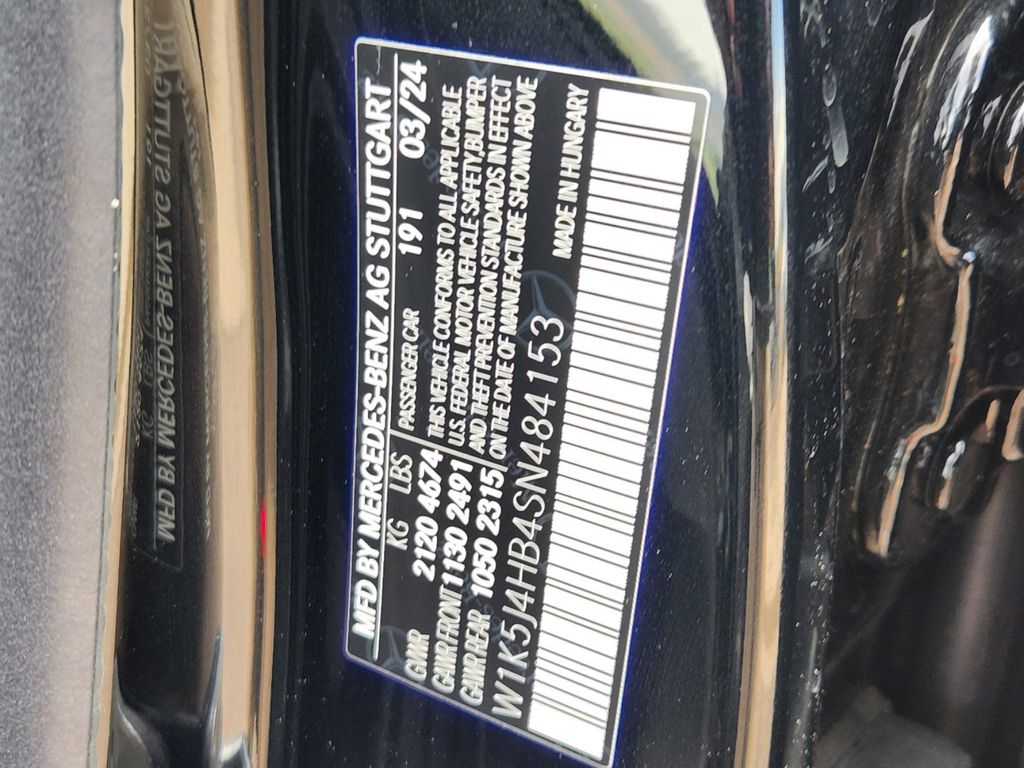 MFD BY MERCEDES-BENZ AG STUTTGART
KG LBS PASSENGER CAR 191 03/24
GVWR 2120 4674
GAWR FRONT 1130 2491
GAWR REAR 1050 2315
THIS VEHICLE CONFORMS TO ALL APPLICABLE
U.S. FEDERAL MOTOR VEHICLE SAFETY, BUMPER
AND THEFT PREVENTION STANDARDS IN EFFECT
ON THE DATE OF MANUFACTURE SHOWN ABOVE
W1K5J4HB4SN484153 MADE IN HUNGARY
MFD BY MERCEDES-BENZ AG STUTTGART